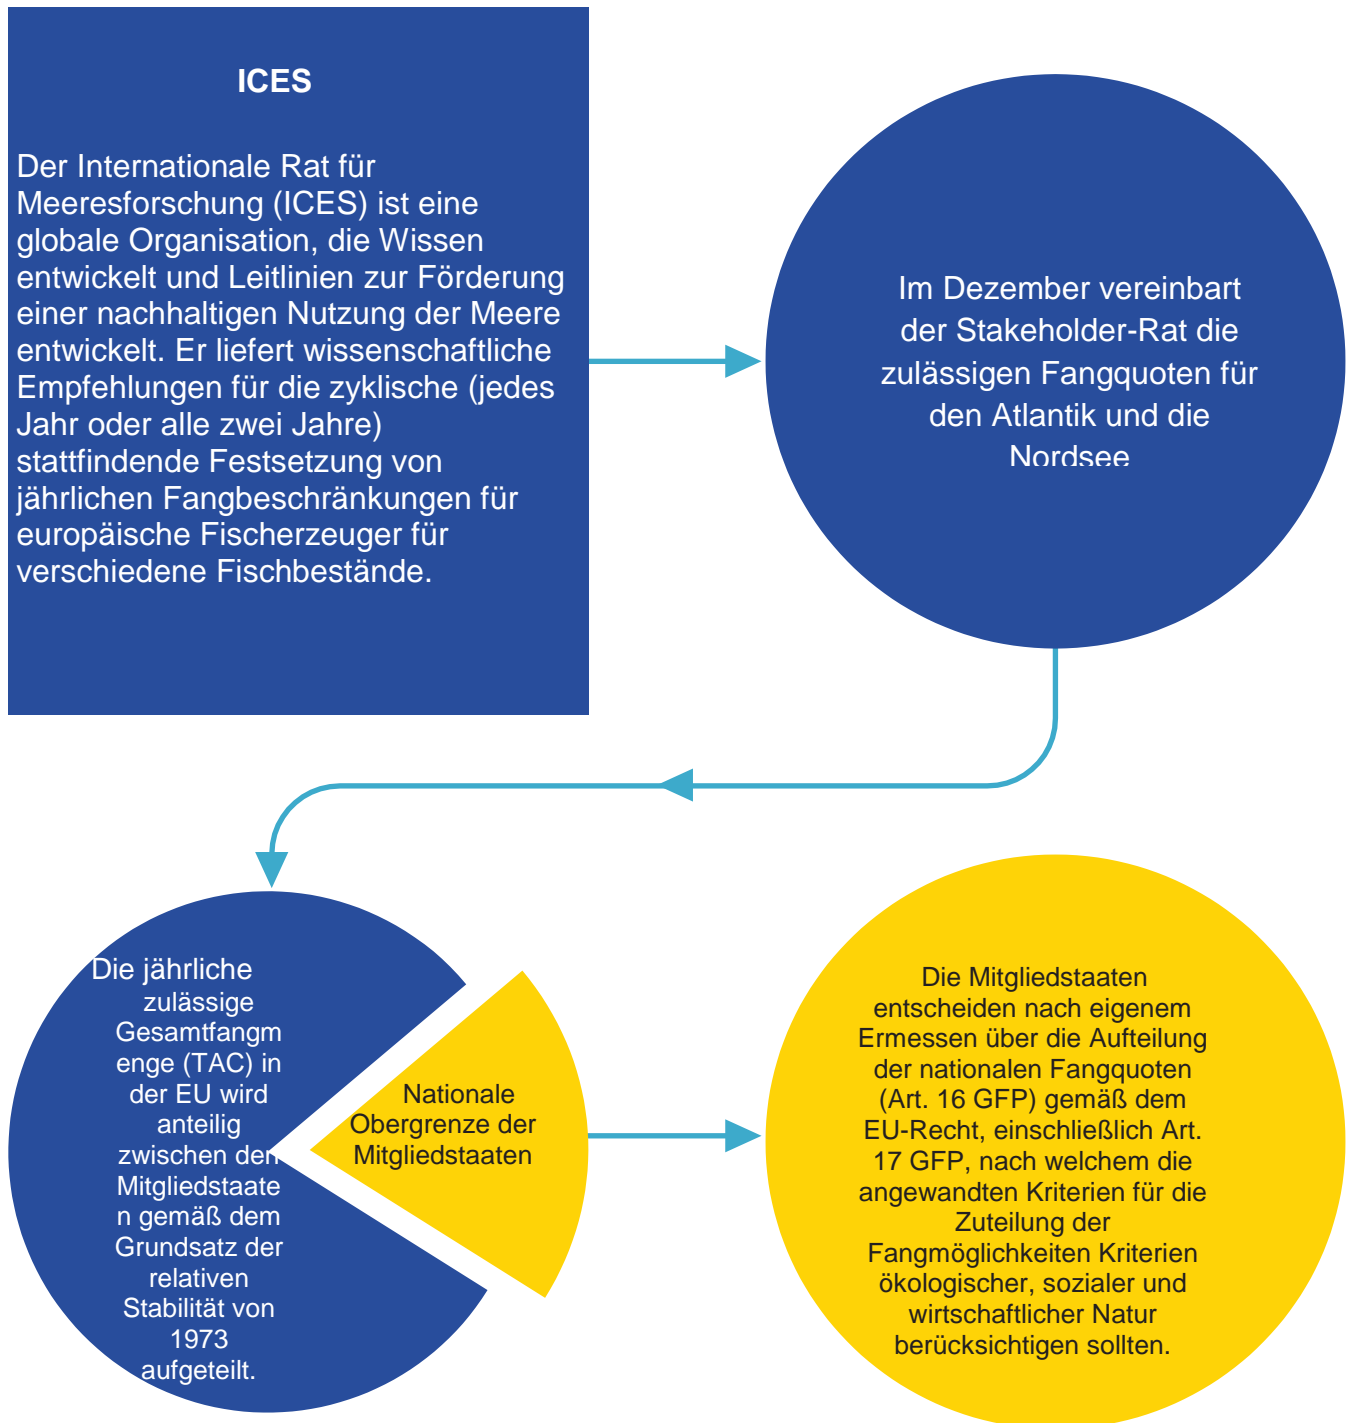 ICES
Der Internationale Rat für
Meeresforschung (ICES) ist eine
globale Organisation, die Wissen
entwickelt und Leitlinien zur Förderung
einer nachhaltigen Nutzung der Meere
entwickelt. Er liefert wissenschaftliche
Empfehlungen für die zyklische (jedes
Jahr oder alle zwei Jahre)
stattfindende Festsetzung von
jährlichen Fangbeschränkungen für
europäische Fischerzeuger für
verschiedene Fischbestände.
Im Dezember vereinbart
der Stakeholder-Rat die
zulässigen Fangquoten für
den Atlantik und die
Nordsee
Die jährliche
zulässige
Gesamtfangm
enge (TAC) in
der EU wird
anteilig
zwischen den
Mitgliedstaate
n gemäß dem
Grundsatz der
relativen
Stabilität von
1973
aufgeteilt.
Nationale
Obergrenze der
Mitgliedstaaten
Die Mitgliedstaaten
entscheiden nach eigenem
Ermessen über die Aufteilung
der nationalen Fangquoten
(Art. 16 GFP) gemäß dem
EU-Recht, einschließlich Art.
17 GFP, nach welchem die
angewandten Kriterien für die
Zuteilung der
Fangmöglichkeiten Kriterien
ökologischer, sozialer und
wirtschaftlicher Natur
berücksichtigen sollten.